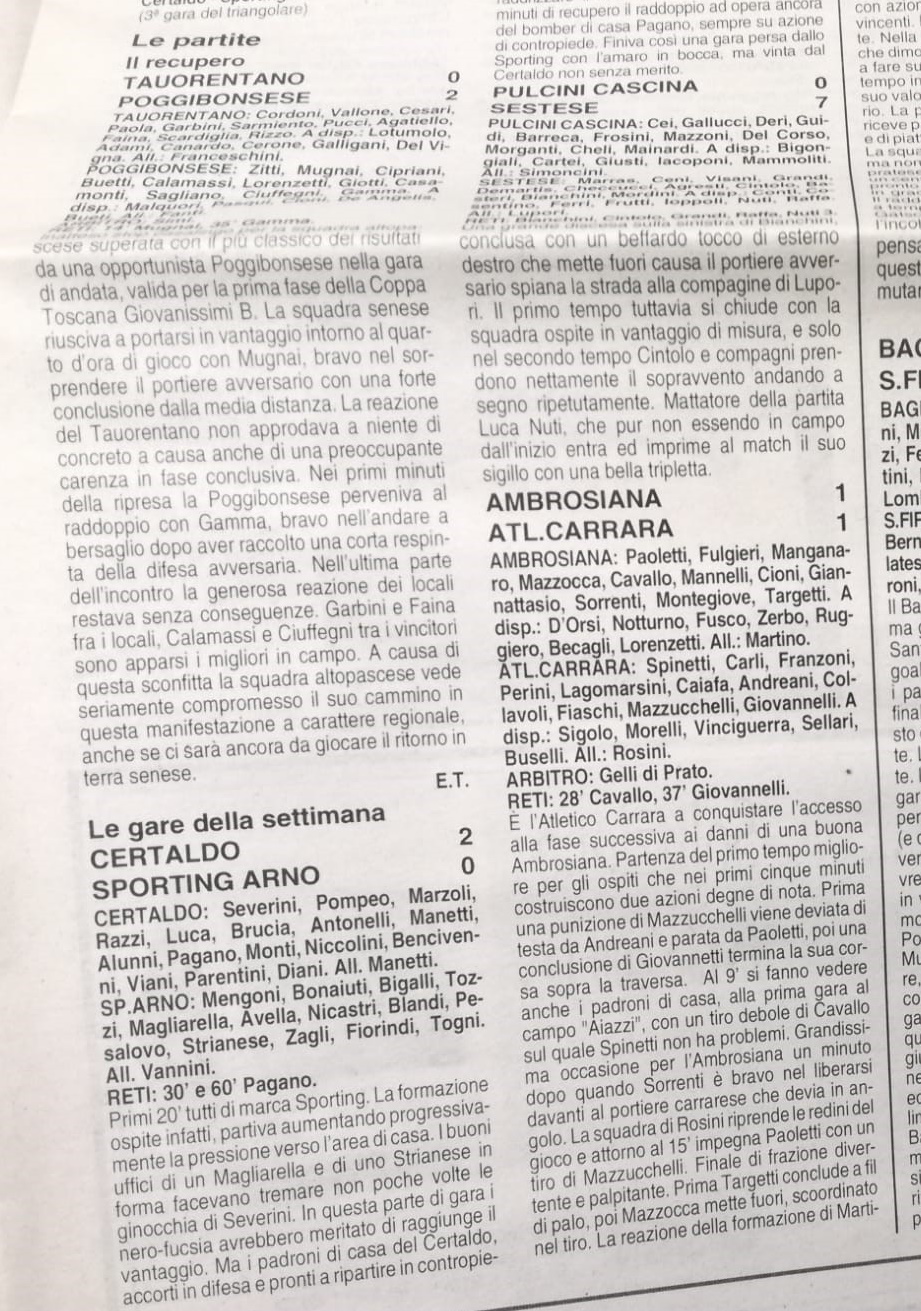 (3ª gara del triangolare)
Le partite
Il recupero
TAUORENTANO 0
POGGIBONSESE 2
TAUORENTANO: Cordoni, Vallone, Cesari,
Paola, Garbini, Sarmiento, Pucci, Agatiello,
Faina, Scardiglia, Rizzo. A disp.: Lotumolo,
Adami, Canardo, Cerone, Galligani, Del Vi-
gna. All.: Franceschini.
POGGIBONSESE: Zitti, Mugnai, Cipriani,
Buetti, Calamassi, Lorenzetti, Giotti, Casa-
monti, Sagliano, Ciuffegni, Gamma. A
disp.: Malquori,
scese superata con il più classico dei risultati
da una opportunista Poggibonsese nella gara
di andata, valida per la prima fase della Coppa
Toscana Giovanissimi B. La squadra senese
riusciva a portarsi in vantaggio intorno al quar-
to d'ora di gioco con Mugnai, bravo nel sor-
prendere il portiere avversario con una forte
conclusione dalla media distanza. La reazione
del Tauorentano non approdava a niente di
concreto a causa anche di una preoccupante
carenza in fase conclusiva. Nei primi minuti
della ripresa la Poggibonsese perveniva al
raddoppio con Gamma, bravo nell'andare a
bersaglio dopo aver raccolto una corta respin-
ta della difesa avversaria. Nell'ultima parte
dell'incontro la generosa reazione dei locali
restava senza conseguenze. Garbini e Faina
fra i locali, Calamassi e Ciuffegni tra i vincitori
sono apparsi i migliori in campo. A causa di
questa sconfitta la squadra altopascese vede
seriamente compromesso il suo cammino in
questa manifestazione a carattere regionale,
anche se ci sarà ancora da giocare il ritorno in
terra senese.
E.T.
Le gare della settimana
CERTALDO 2
SPORTING ARNO 0
CERTALDO: Severini, Pompeo, Marzoli,
Razzi, Luca, Brucia, Antonelli, Manetti,
Alunni, Pagano, Monti, Niccolini, Benciven-
ni, Viani, Parentini, Diani. All. Manetti.
SP.ARNO: Mengoni, Bonaiuti, Bigalli, Toz-
zi, Magliarella, Avella, Nicastri, Blandi, Pe-
salovo, Strianese, Zagli, Fiorindi, Togni.
All. Vannini.
RETI: 30' e 60' Pagano.
Primi 20' tutti di marca Sporting. La formazione
ospite infatti, partiva aumentando progressiva-
mente la pressione verso l'area di casa. I buoni
uffici di un Magliarella e di uno Strianese in
forma facevano tremare non poche volte le
ginocchia di Severini. In questa parte di gara i
nero-fucsia avrebbero meritato di raggiunge il
vantaggio. Ma i padroni di casa del Certaldo,
accorti in difesa e pronti a ripartire in contropie-
minuti di recupero il raddoppio ad opera ancora
del bomber di casa Pagano, sempre su azione
di contropiede. Finiva così una gara persa dallo
Sporting con l'amaro in bocca, ma vinta dal
Certaldo non senza merito.
PULCINI CASCINA 0
SESTESE 7
PULCINI CASCINA: Cei, Gallucci, Deri, Gui-
di, Barreca, Frosini, Mazzoni, Del Corso,
Morganti, Cheli, Mainardi. A disp.: Bigon-
giali, Cartei, Giusti, Iacoponi, Mammoliti.
All.: Simoncini.
SESTESE: Marras, Ceni, Visani, Grandi,
conclusa con un beffardo tocco di esterno
destro che mette fuori causa il portiere avver-
sario spiana la strada alla compagine di Lupo-
ri. Il primo tempo tuttavia si chiude con la
squadra ospite in vantaggio di misura, e solo
nel secondo tempo Cintolo e compagni pren-
dono nettamente il sopravvento andando a
segno ripetutamente. Mattatore della partita
Luca Nuti, che pur non essendo in campo
dall'inizio entra ed imprime al match il suo
sigillo con una bella tripletta.
AMBROSIANA 1
ATL.CARRARA 1
AMBROSIANA: Paoletti, Fulgieri, Mangana-
ro, Mazzocca, Cavallo, Mannelli, Cioni, Gian-
nattasio, Sorrenti, Montegiove, Targetti. A
disp.: D'Orsi, Notturno, Fusco, Zerbo, Rug-
giero, Becagli, Lorenzetti. All.: Martino.
ATL.CARRARA: Spinetti, Carli, Franzoni,
Perini, Lagomarsini, Caiafa, Andreani, Col-
lavoli, Fiaschi, Mazzucchelli, Giovannelli. A
disp.: Sigolo, Morelli, Vinciguerra, Sellari,
Buselli. All.: Rosini.
ARBITRO: Gelli di Prato.
RETI: 28' Cavallo, 37' Giovannelli.
È l'Atletico Carrara a conquistare l'accesso
alla fase successiva ai danni di una buona
Ambrosiana. Partenza del primo tempo miglio-
re per gli ospiti che nei primi cinque minuti
costruiscono due azioni degne di nota. Prima
una punizione di Mazzucchelli viene deviata di
testa da Andreani e parata da Paoletti, poi una
conclusione di Giovannetti termina la sua cor-
sa sopra la traversa. Al 9' si fanno vedere
anche i padroni di casa, alla prima gara al
campo "Aiazzi", con un tiro debole di Cavallo
sul quale Spinetti non ha problemi. Grandissi-
ma occasione per l'Ambrosiana un minuto
dopo quando Sorrenti è bravo nel liberarsi
davanti al portiere carrarese che devia in an-
golo. La squadra di Rosini riprende le redini del
gioco e attorno al 15' impegna Paoletti con un
tiro di Mazzucchelli. Finale di frazione diver-
tente e palpitante. Prima Targetti conclude a fil
di palo, poi Mazzocca mette fuori, scoordinato
nel tiro. La reazione della formazione di Marti-